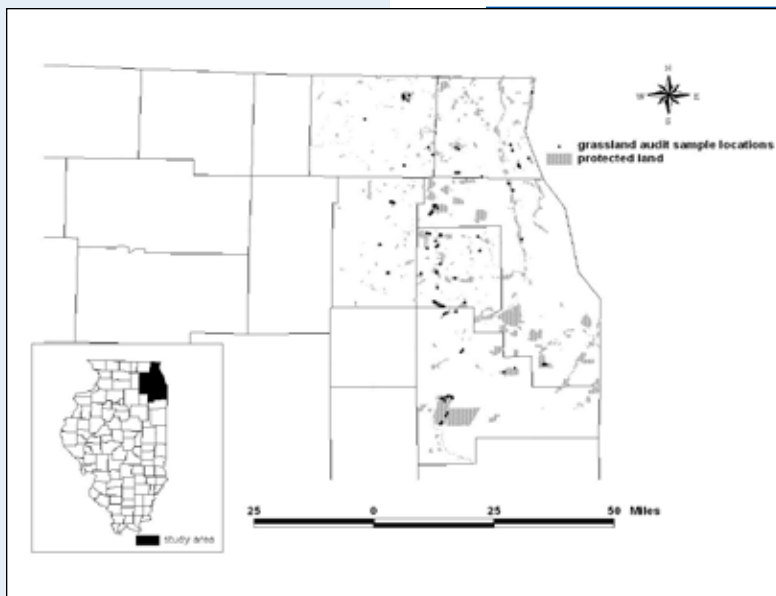 N
W E
S
grassland audit sample locations
protected land
study area
25 0 25 50 Miles